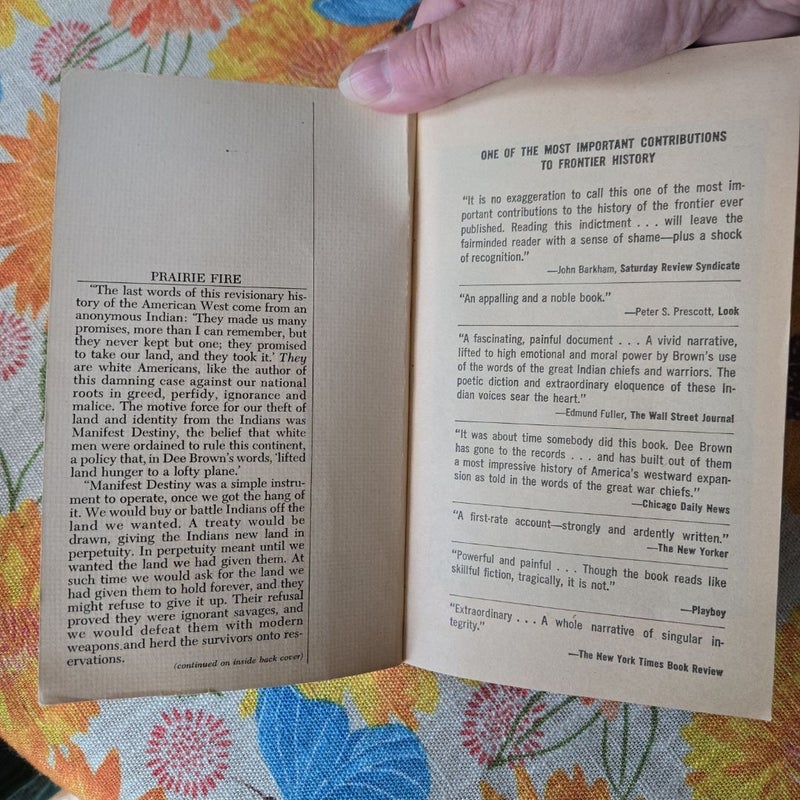 PRAIRIE FIRE
"The last words of this revisionary his-
tory of the American West come from an
anonymous Indian: 'They made us many
promises, more than I can remember, but
they never kept but one; they promised
to take our land, and they took it.' They
are white Americans, like the author of
this damning case against our national
roots in greed, perfidy, ignorance and
malice. The motive force for our theft of
land and identity from the Indians was
Manifest Destiny, the belief that white
men were ordained to rule this continent,
a policy that, in Dee Brown's words, 'lifted
land hunger to a lofty plane.'
"Manifest Destiny was a simple instru-
ment to operate, once we got the hang of
it. We would buy or battle Indians off the
land we wanted. A treaty would be
drawn, giving the Indians new land in
perpetuity. In perpetuity meant until we
wanted the land we had given them. At
such time we would ask for the land we
had given them to hold forever, and they
might refuse to give it up. Their refusal
proved they were ignorant savages, and
we would defeat them with modern
weapons and herd the survivors onto res-
ervations.
(continued on inside back cover)
ONE OF THE MOST IMPORTANT CONTRIBUTIONS
TO FRONTIER HISTORY
"It is no exaggeration to call this one of the most im-
portant contributions to the history of the frontier ever
published. Reading this indictment . . . will leave the
fairminded reader with a sense of shame—plus a shock
of recognition."
—John Barkham, Saturday Review Syndicate
"An appalling and a noble book."
—Peter S. Prescott, Look
"A fascinating, painful document . . . A vivid narrative,
lifted to high emotional and moral power by Brown's use
of the words of the great Indian chiefs and warriors. The
poetic diction and extraordinary eloquence of these In-
dian voices sear the heart."
—Edmund Fuller, The Wall Street Journal
"It was about time somebody did this book. Dee Brown
has gone to the records . . . and has built out of them
a most impressive history of America's westward expan-
sion as told in the words of the great war chiefs."
—Chicago Daily News
"A first-rate account—strongly and ardently written."
—The New Yorker
"Powerful and painful . . . Though the book reads like
skillful fiction, tragically, it is not."
—Playboy
"Extraordinary . . . A whole narrative of singular in-
tegrity."
—The New York Times Book Review